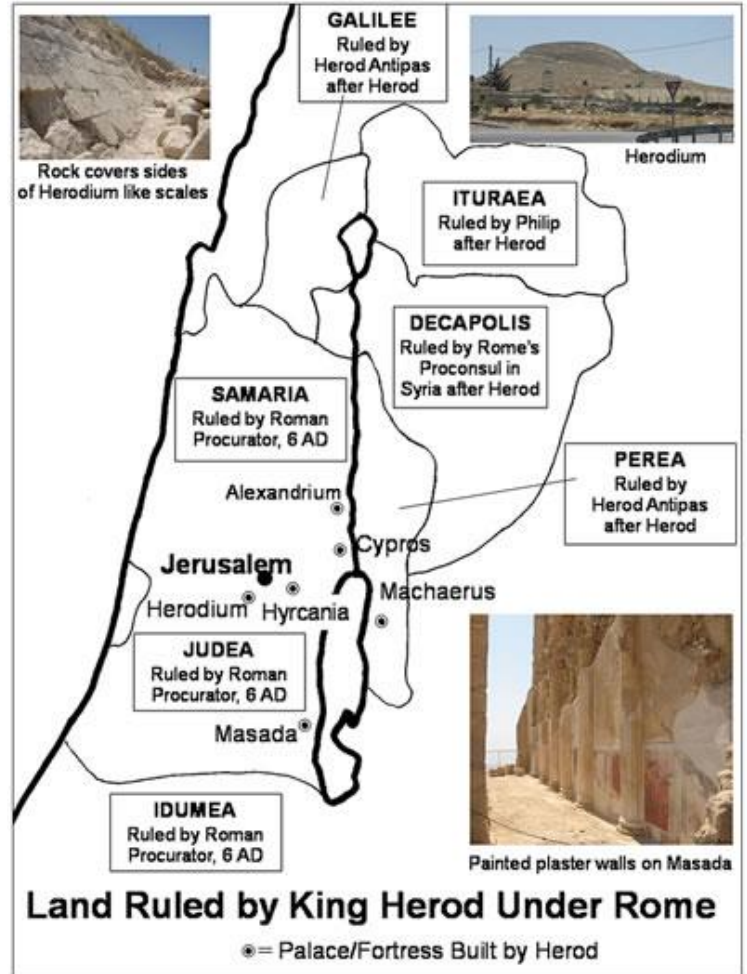 GALILEE
Ruled by
Herod Antipas
after Herod
Rock covers sides
of Herodium like scales
Herodium
ITURAEA
Ruled by Philip
after Herod
DECAPOLIS
Ruled by Rome's
Proconsul in
Syria after Herod
SAMARIA
Ruled by Roman
Procurator, 6 AD
PEREA
Ruled by
Herod Antipas
after Herod
Alexandrium
Cypros
Jerusalem
Machaerus
Herodium
Hyrcania
JUDEA
Ruled by Roman
Procurator, 6 AD
Masada
IDUMEA
Ruled by Roman
Procurator, 6 AD
Painted plaster walls on Masada
Land Ruled by King Herod Under Rome
= Palace/Fortress Built by Herod